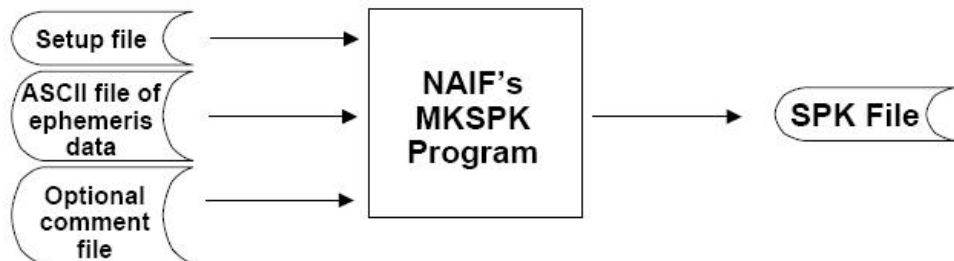 Setup file
ASCII file of
ephemeris
data
Optional
comment
file
NAIF's
MKSPK
Program
SPK File